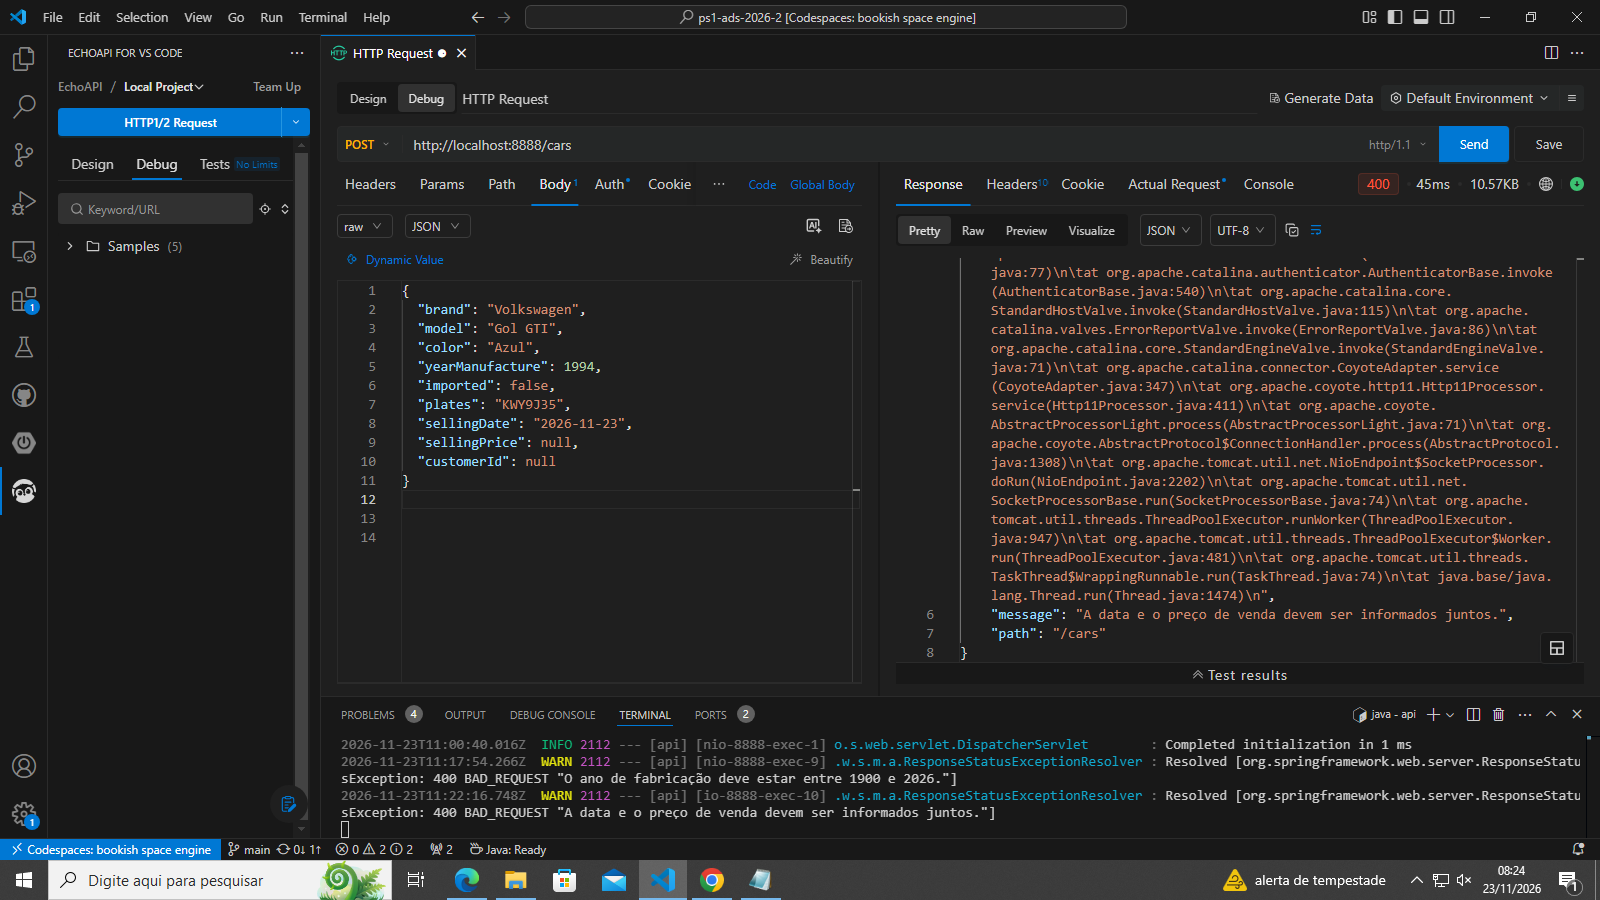 File Edit Selection View Go Run Terminal Help
ps1-ads-2026-2 [Codespaces: bookish space engine]
ECHOAPI FOR VS CODE
EchoAPI / Local Project Team Up
HTTP1/2 Request
Design Debug Tests No Limits
Keyword/URL
Samples (5)
HTTP Request
Design Debug HTTP Request
Generate Data Default Environment
POST http://localhost:8888/cars http/1.1 Send Save
Headers Params Path Body 1 Auth Cookie Code Global Body
raw JSON
Dynamic Value Beautify
1 {
2 "brand": "Volkswagen",
3 "model": "Gol GTI",
4 "color": "Azul",
5 "yearManufacture": 1994,
6 "imported": false,
7 "plates": "KWY9J35",
8 "sellingDate": "2026-11-23",
9 "sellingPrice": null,
10 "customerId": null
11 }
12
13
14
Response Headers 10 Cookie Actual Request Console 400 45ms 10.57KB
Pretty Raw Preview Visualize JSON UTF-8
java:77)\n\tat org.apache.catalina.authenticator.AuthenticatorBase.invoke
(AuthenticatorBase.java:540)\n\tat org.apache.catalina.core.
StandardHostValve.invoke(StandardHostValve.java:115)\n\tat org.apache.
catalina.valves.ErrorReportValve.invoke(ErrorReportValve.java:86)\n\tat
org.apache.catalina.core.StandardEngineValve.invoke(StandardEngineValve.
java:71)\n\tat org.apache.catalina.connector.CoyoteAdapter.service
(CoyoteAdapter.java:347)\n\tat org.apache.coyote.http11.Http11Processor.
service(Http11Processor.java:411)\n\tat org.apache.coyote.
AbstractProcessorLight.process(AbstractProcessorLight.java:71)\n\tat org.
apache.coyote.AbstractProtocol$ConnectionHandler.process(AbstractProtocol.
java:1308)\n\tat org.apache.tomcat.util.net.NioEndpoint$SocketProcessor.
doRun(NioEndpoint.java:2202)\n\tat org.apache.tomcat.util.net.
SocketProcessorBase.run(SocketProcessorBase.java:74)\n\tat org.apache.
tomcat.util.threads.ThreadPoolExecutor.runWorker(ThreadPoolExecutor.
java:947)\n\tat org.apache.tomcat.util.threads.ThreadPoolExecutor$Worker.
run(ThreadPoolExecutor.java:481)\n\tat org.apache.tomcat.util.threads.
TaskThread$WrappingRunnable.run(TaskThread.java:74)\n\tat java.base/java.
lang.Thread.run(Thread.java:1474)\n",
6 "message": "A data e o preço de venda devem ser informados juntos.",
7 "path": "/cars"
8 }
Test results
PROBLEMS 4 OUTPUT DEBUG CONSOLE TERMINAL PORTS 2 java - api
2026-11-23T11:00:40.016Z INFO 2112 --- [api] [nio-8888-exec-1] o.s.web.servlet.DispatcherServlet : Completed initialization in 1 ms
2026-11-23T11:17:54.266Z WARN 2112 --- [api] [nio-8888-exec-9] .w.s.m.a.ResponseStatusExceptionResolver : Resolved [org.springframework.web.server.ResponseStatu
sException: 400 BAD_REQUEST "O ano de fabricação deve estar entre 1900 e 2026."]
2026-11-23T11:22:16.748Z WARN 2112 --- [api] [io-8888-exec-10] .w.s.m.a.ResponseStatusExceptionResolver : Resolved [org.springframework.web.server.ResponseStatu
sException: 400 BAD_REQUEST "A data e o preço de venda devem ser informados juntos."]
Codespaces: bookish space engine main 0↓ 1↑ 0 2 2 2 Java: Ready
Digite aqui para pesquisar
alerta de tempestade
08:24
23/11/2026
1